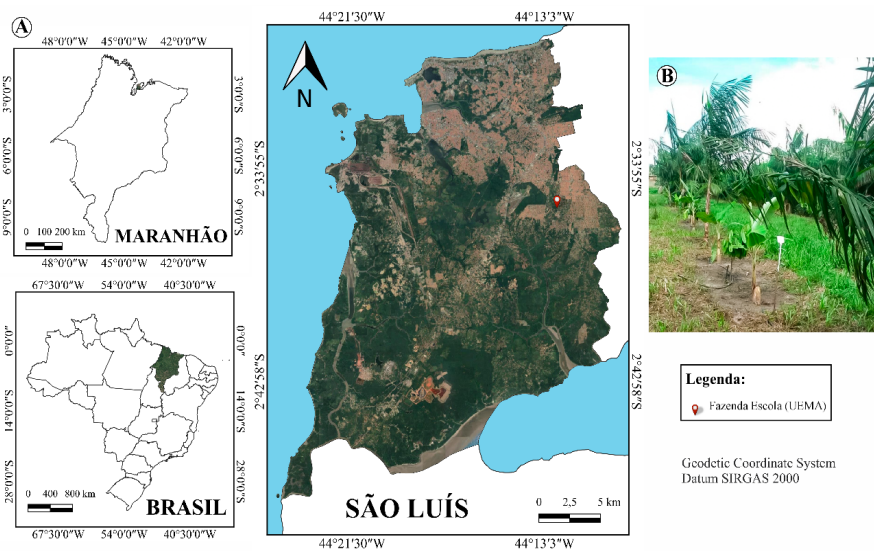 A
48°0'0"W 45°0'0"W 42°0'0"W
3°0'0"S
6°0'0"S
9°0'0"S
3°0'0"S
6°0'0"S
9°0'0"S
0 100 200 km
MARANHÃO
48°0'0"W 45°0'0"W 42°0'0"W
67°30'0"W 54°0'0"W 40°30'0"W
0°0'0"
14°0'0"S
28°0'0"S
0°0'0"
14°0'0"S
28°0'0"S
0 400 800 km
BRASIL
67°30'0"W 54°0'0"W 40°30'0"W
44°21'30"W 44°13'3"W
N
2°33'55"S
2°42'58"S
2°33'55"S
2°42'58"S
SÃO LUÍS
0 2,5 5 km
44°21'30"W 44°13'3"W
B
Legenda:
Fazenda Escola (UEMA)
Geodetic Coordinate System
Datum SIRGAS 2000